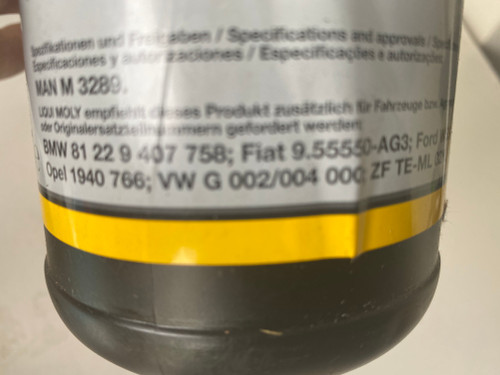 Spezifikationen und Freigaben / Specifications and approvals /
Especificaciones y autorizaciones / Especificações e autorizações
MAN M 3289.
LIQUI MOLY empfiehlt dieses Produkt zusätzlich für Fahrzeuge bzw.
oder Originalersatzteilnummern gefordert werden:
BMW 81 22 9 407 758; Fiat 9.55550-AG3; Ford
Opel 1940 766; VW G 002/004 000 ZF TE-ML